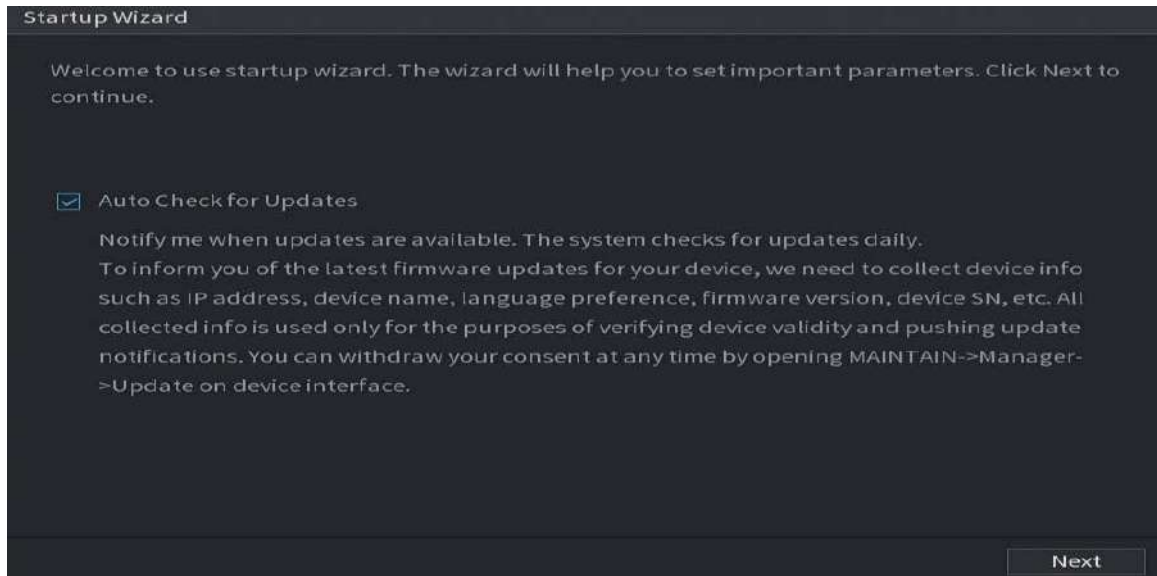 Startup Wizard
Welcome to use startup wizard. The wizard will help you to set important parameters. Click Next to
continue.
Auto Check for Updates
Notify me when updates are available. The system checks for updates daily.
To inform you of the latest firmware updates for your device, we need to collect device info
such as IP address, device name, language preference, firmware version, device SN, etc. All
collected info is used only for the purposes of verifying device validity and pushing update
notifications. You can withdraw your consent at any time by opening MAINTAIN->Manager-
>Update on device interface.
Next